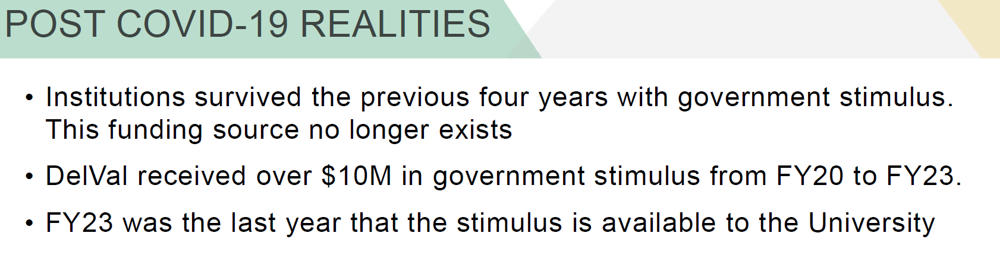 POST COVID-19 REALITIES
• Institutions survived the previous four years with government stimulus.
This funding source no longer exists
• DelVal received over $10M in government stimulus from FY20 to FY23.
• FY23 was the last year that the stimulus is available to the University